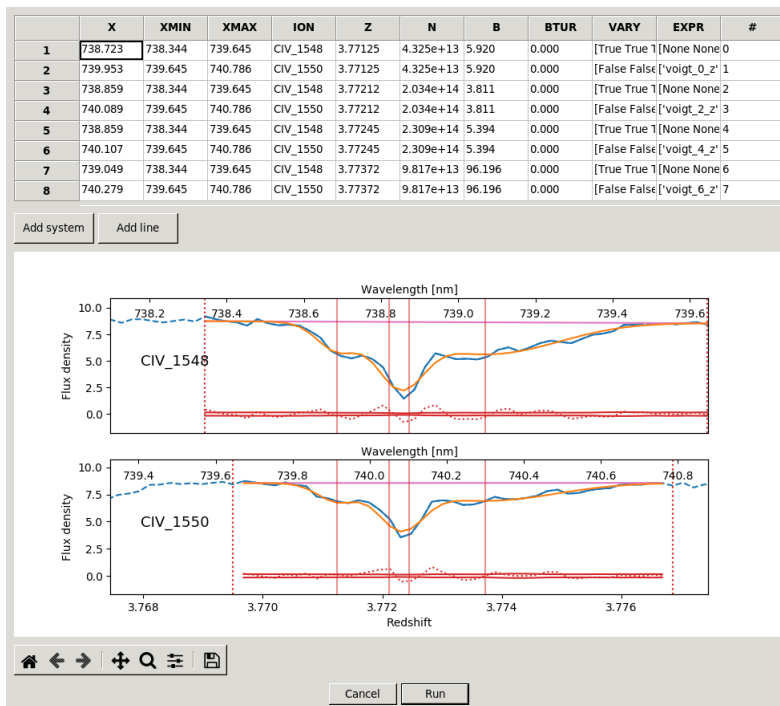 X XMIN XMAX ION Z N B BTUR VARY EXPR #
1 738.723 738.344 739.645 CIV_1548 3.77125 4.325e+13 5.920 0.000 [True True T [None None 0
2 739.953 739.645 740.786 CIV_1550 3.77125 4.325e+13 5.920 0.000 [False False ['voigt_0_z' 1
3 738.859 738.344 739.645 CIV_1548 3.77212 2.034e+14 3.811 0.000 [True True T [None None 2
4 740.089 739.645 740.786 CIV_1550 3.77212 2.034e+14 3.811 0.000 [False False ['voigt_2_z' 3
5 738.859 738.344 739.645 CIV_1548 3.77245 2.309e+14 5.394 0.000 [True True T [None None 4
6 740.107 739.645 740.786 CIV_1550 3.77245 2.309e+14 5.394 0.000 [False False ['voigt_4_z' 5
7 739.049 738.344 739.645 CIV_1548 3.77372 9.817e+13 96.196 0.000 [True True T [None None 6
8 740.279 739.645 740.786 CIV_1550 3.77372 9.817e+13 96.196 0.000 [False False ['voigt_6_z' 7
Add system Add line
Wavelength [nm]
738.2 738.4 738.6 738.8 739.0 739.2 739.4 739.6
10.0
7.5
5.0
2.5
0.0
Flux density
CIV_1548
Wavelength [nm]
739.4 739.6 739.8 740.0 740.2 740.4 740.6 740.8
10.0
7.5
5.0
2.5
0.0
Flux density
CIV_1550
3.768 3.770 3.772 3.774 3.776
Redshift
Cancel Run